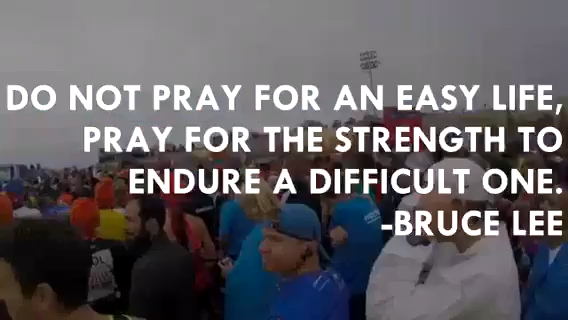 DO NOT PRAY FOR AN EASY LIFE,
PRAY FOR THE STRENGTH TO
ENDURE A DIFFICULT ONE.
-BRUCE LEE